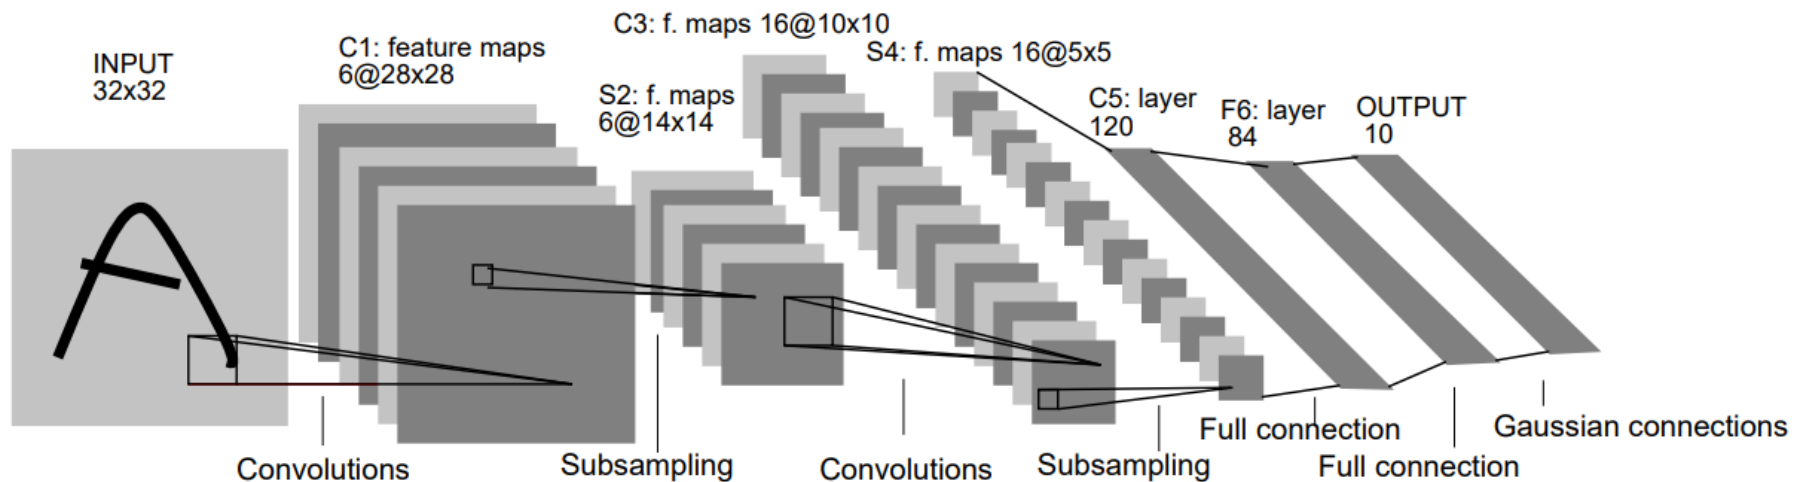 INPUT
32x32
C1: feature maps
6@28x28
S2: f. maps
6@14x14
C3: f. maps 16@10x10
S4: f. maps 16@5x5
C5: layer
120
F6: layer
84
OUTPUT
10
Convolutions
Subsampling
Convolutions
Subsampling
Full connection
Full connection
Gaussian connections